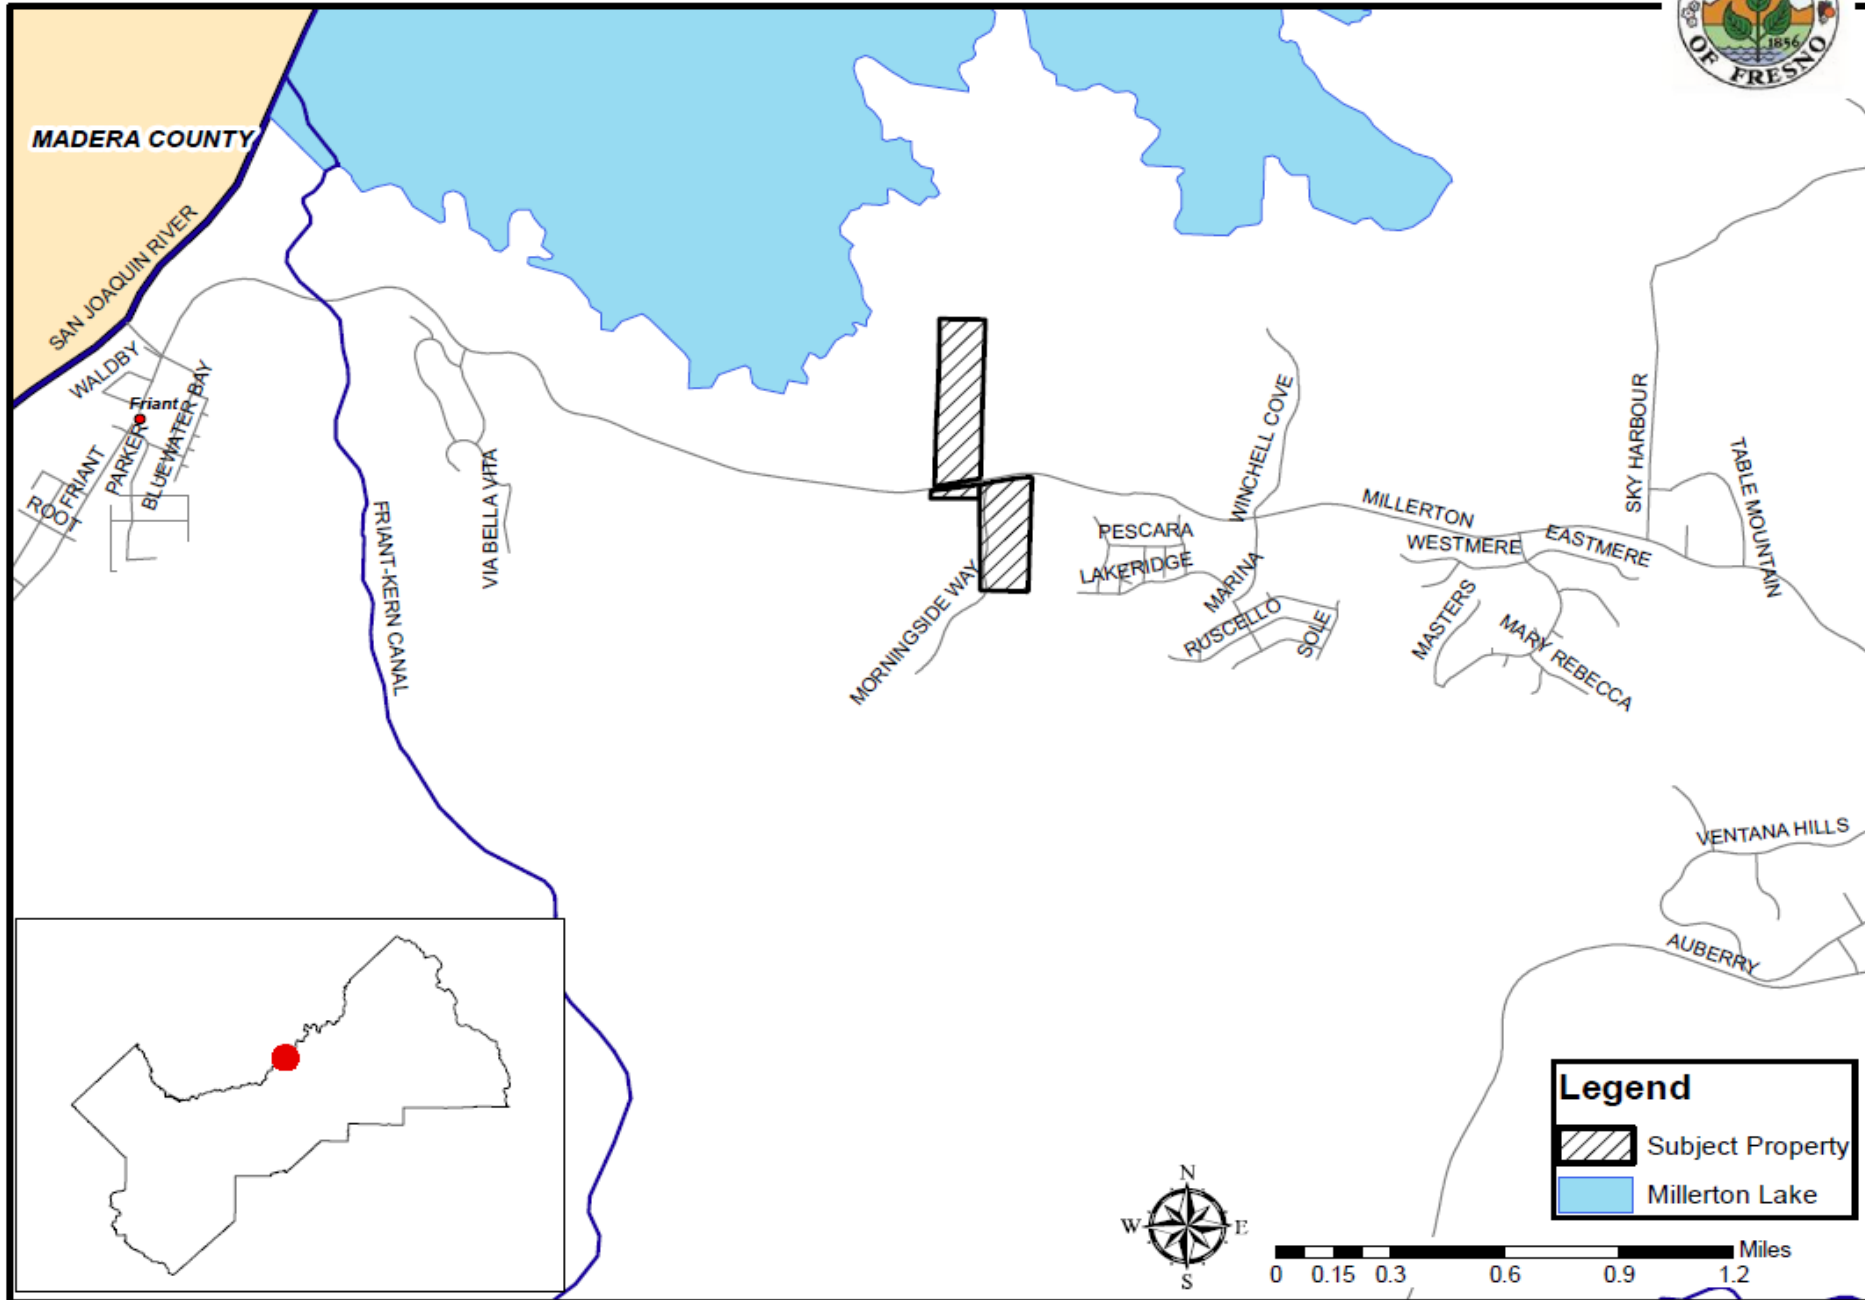 1856
OF FRESNO
MADERA COUNTY
SAN JOAQUIN RIVER
WALDBY
Friant
BLUEWATER BAY
PARKER
FRIANT
ROOT
FRIANT-KERN CANAL
VIA BELLA VITA
MORNINGSIDE WAY
WINCHELL COVE
PESCARA
LAKERIDGE
MARINA
RUSCELLO
SOLE
MILLERTON
WESTMERE
EASTMERE
MASTERS
MARY REBECCA
SKY HARBOUR
TABLE MOUNTAIN
VENTANA HILLS
AUBERRY
Legend
Subject Property
Millerton Lake
N
W E
S
Miles
0 0.15 0.3 0.6 0.9 1.2